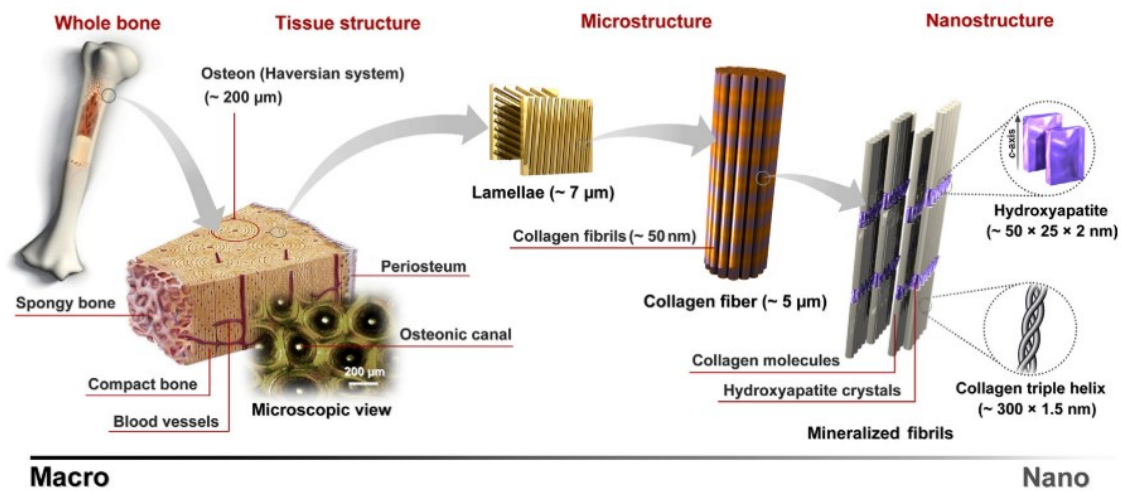 Whole bone
Tissue structure
Microstructure
Nanostructure
Osteon (Haversian system)
(~ 200 μm)
Lamellae (~ 7 μm)
Collagen fibrils (~ 50 nm)
Collagen fiber (~ 5 μm)
c-axis
Hydroxyapatite
(~ 50 × 25 × 2 nm)
Periosteum
Spongy bone
Osteonic canal
200 μm
Compact bone
Blood vessels
Microscopic view
Collagen molecules
Hydroxyapatite crystals
Mineralized fibrils
Collagen triple helix
(~ 300 × 1.5 nm)
Macro
Nano